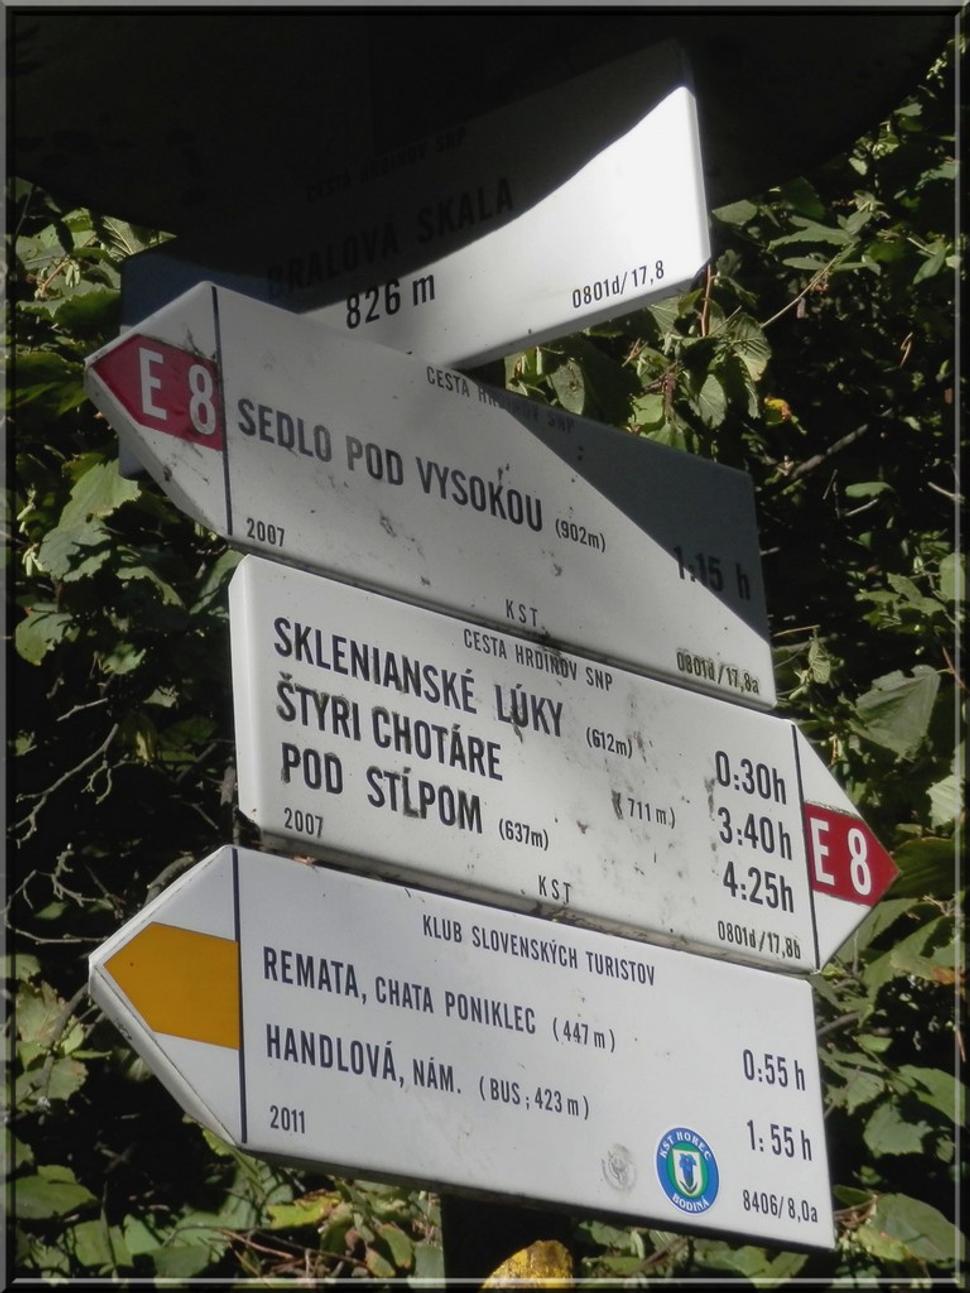 CESTA HRDINOV SNP
BRALOVÁ SKALA
826 m
0801d/17,8
E 8
CESTA HRDINOV SNP
SEDLO POD VYSOKOU (902m)
1:15 h
2007
KST
0801d/17,8a
CESTA HRDINOV SNP
SKLENIANSKÉ LÚKY (612m) 0:30h
ŠTYRI CHOTÁRE (711 m) 3:40h
POD STĹPOM (637m) 4:25h
E 8
2007
KST
0801d/17,8b
KLUB SLOVENSKÝCH TURISTOV
REMATA, CHATA PONIKLEC (447 m) 0:55 h
HANDLOVÁ, NÁM. (BUS; 423 m) 1:55 h
2011
KST HOREC
BODINÁ
8406/8,0a